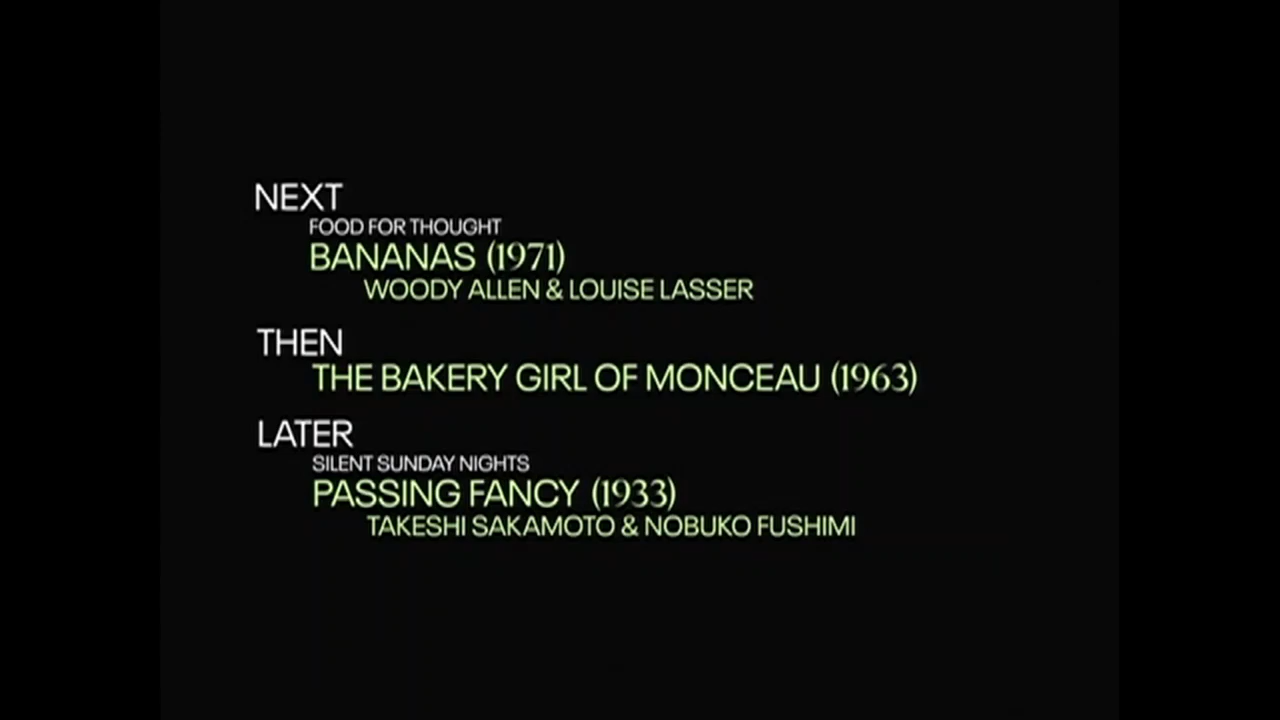 NEXT
FOOD FOR THOUGHT
BANANAS (1971)
WOODY ALLEN & LOUISE LASSER
THEN
THE BAKERY GIRL OF MONCEAU (1963)
LATER
SILENT SUNDAY NIGHTS
PASSING FANCY (1933)
TAKESHI SAKAMOTO & NOBUKO FUSHIMI